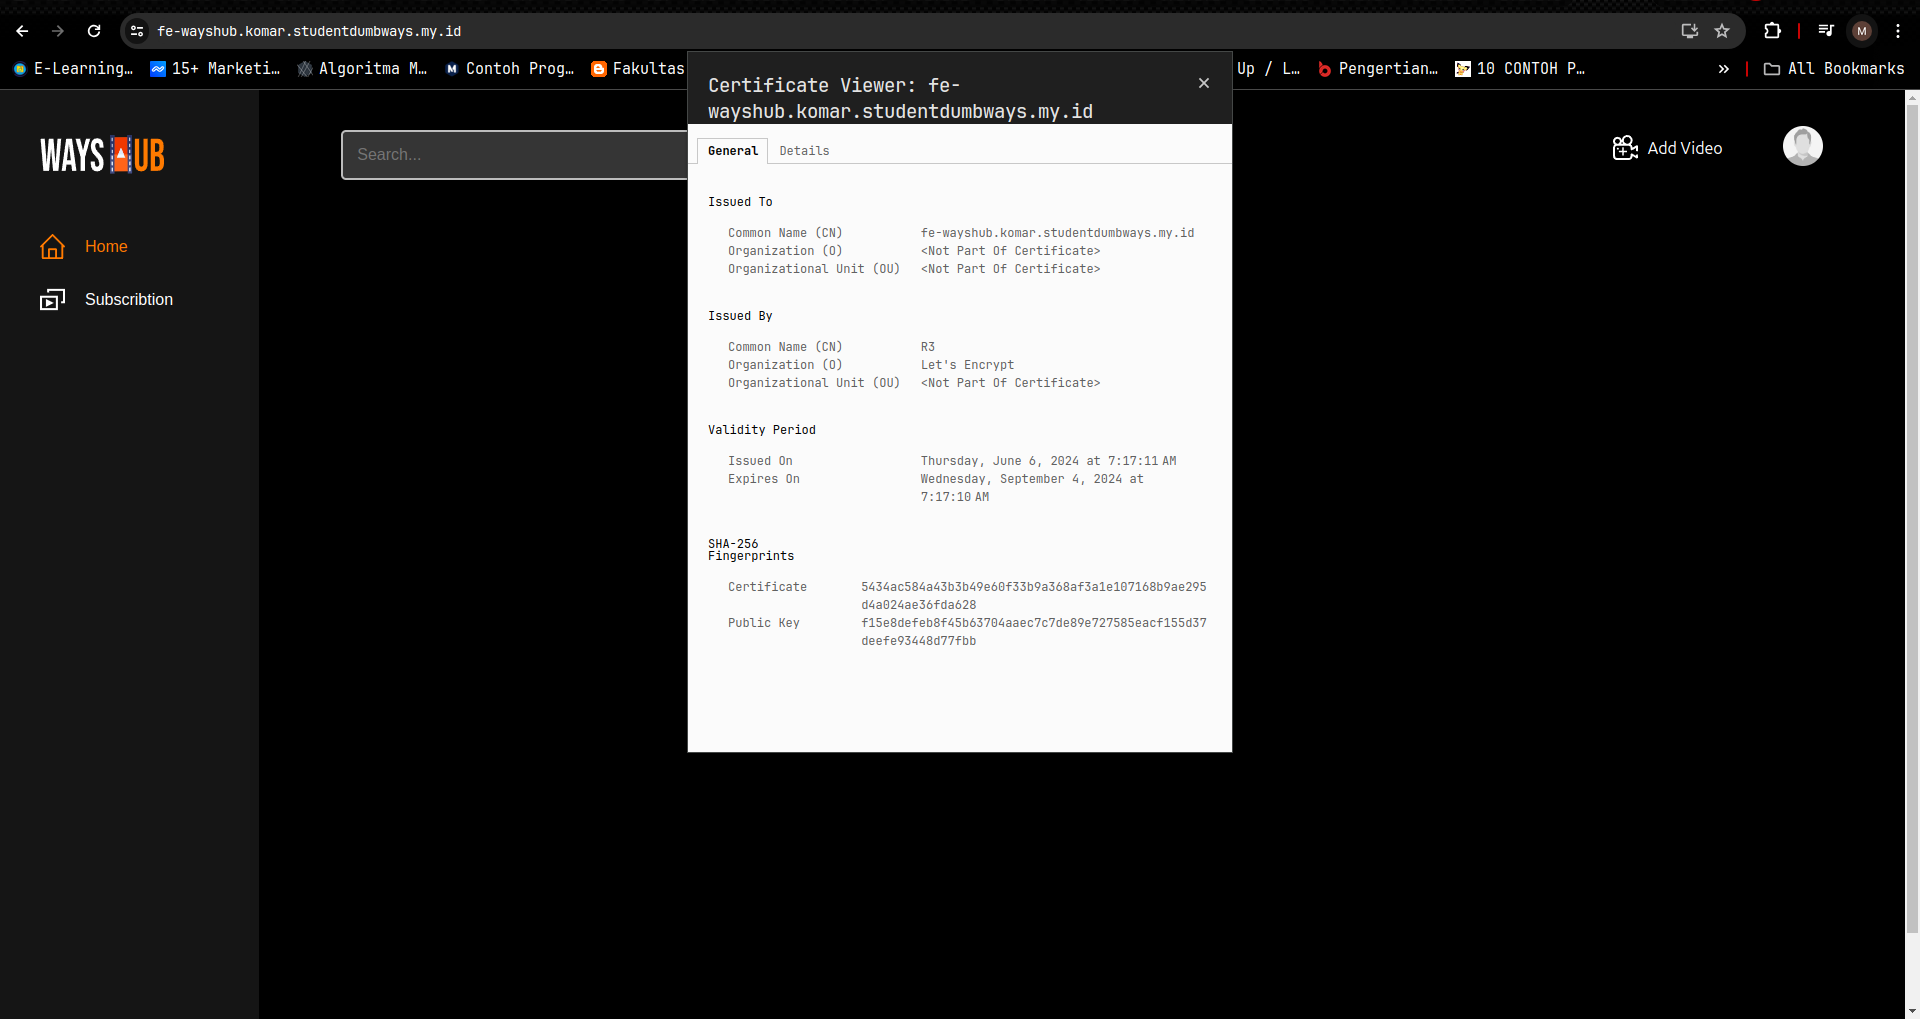 fe-wayshub.komar.studentdumbways.my.id
M
E-Learning…
15+ Marketi…
Algoritma M…
Contoh Prog…
Fakultas
Up / L…
Pengertian…
10 CONTOH P…
»
All Bookmarks
Certificate Viewer: fe-
wayshub.komar.studentdumbways.my.id
General
Details
WAYS HUB
Search...
Add Video
Home
Subscribtion
Issued To
Common Name (CN) fe-wayshub.komar.studentdumbways.my.id
Organization (O) <Not Part Of Certificate>
Organizational Unit (OU) <Not Part Of Certificate>
Issued By
Common Name (CN) R3
Organization (O) Let's Encrypt
Organizational Unit (OU) <Not Part Of Certificate>
Validity Period
Issued On Thursday, June 6, 2024 at 7:17:11 AM
Expires On Wednesday, September 4, 2024 at
7:17:10 AM
SHA-256
Fingerprints
Certificate 5434ac584a43b3b49e60f33b9a368af3a1e107168b9ae295
d4a024ae36fda628
Public Key f15e8defeb8f45b63704aaec7c7de89e727585eacf155d37
deefe93448d77fbb